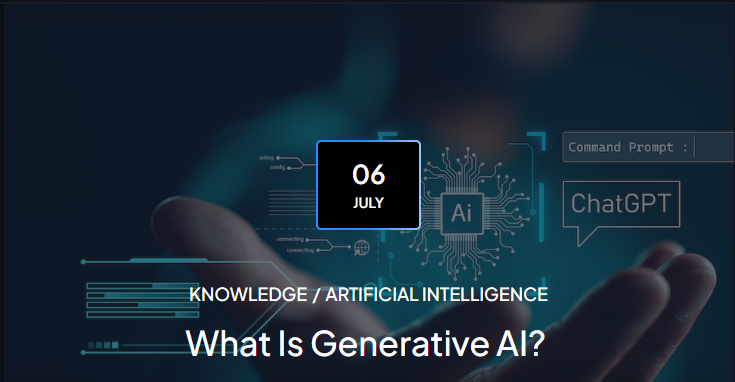 setting
config
Command Prompt :
06
JULY
Ai
ChatGPT
connecting
connecting
KNOWLEDGE / ARTIFICIAL INTELLIGENCE
What Is Generative AI?